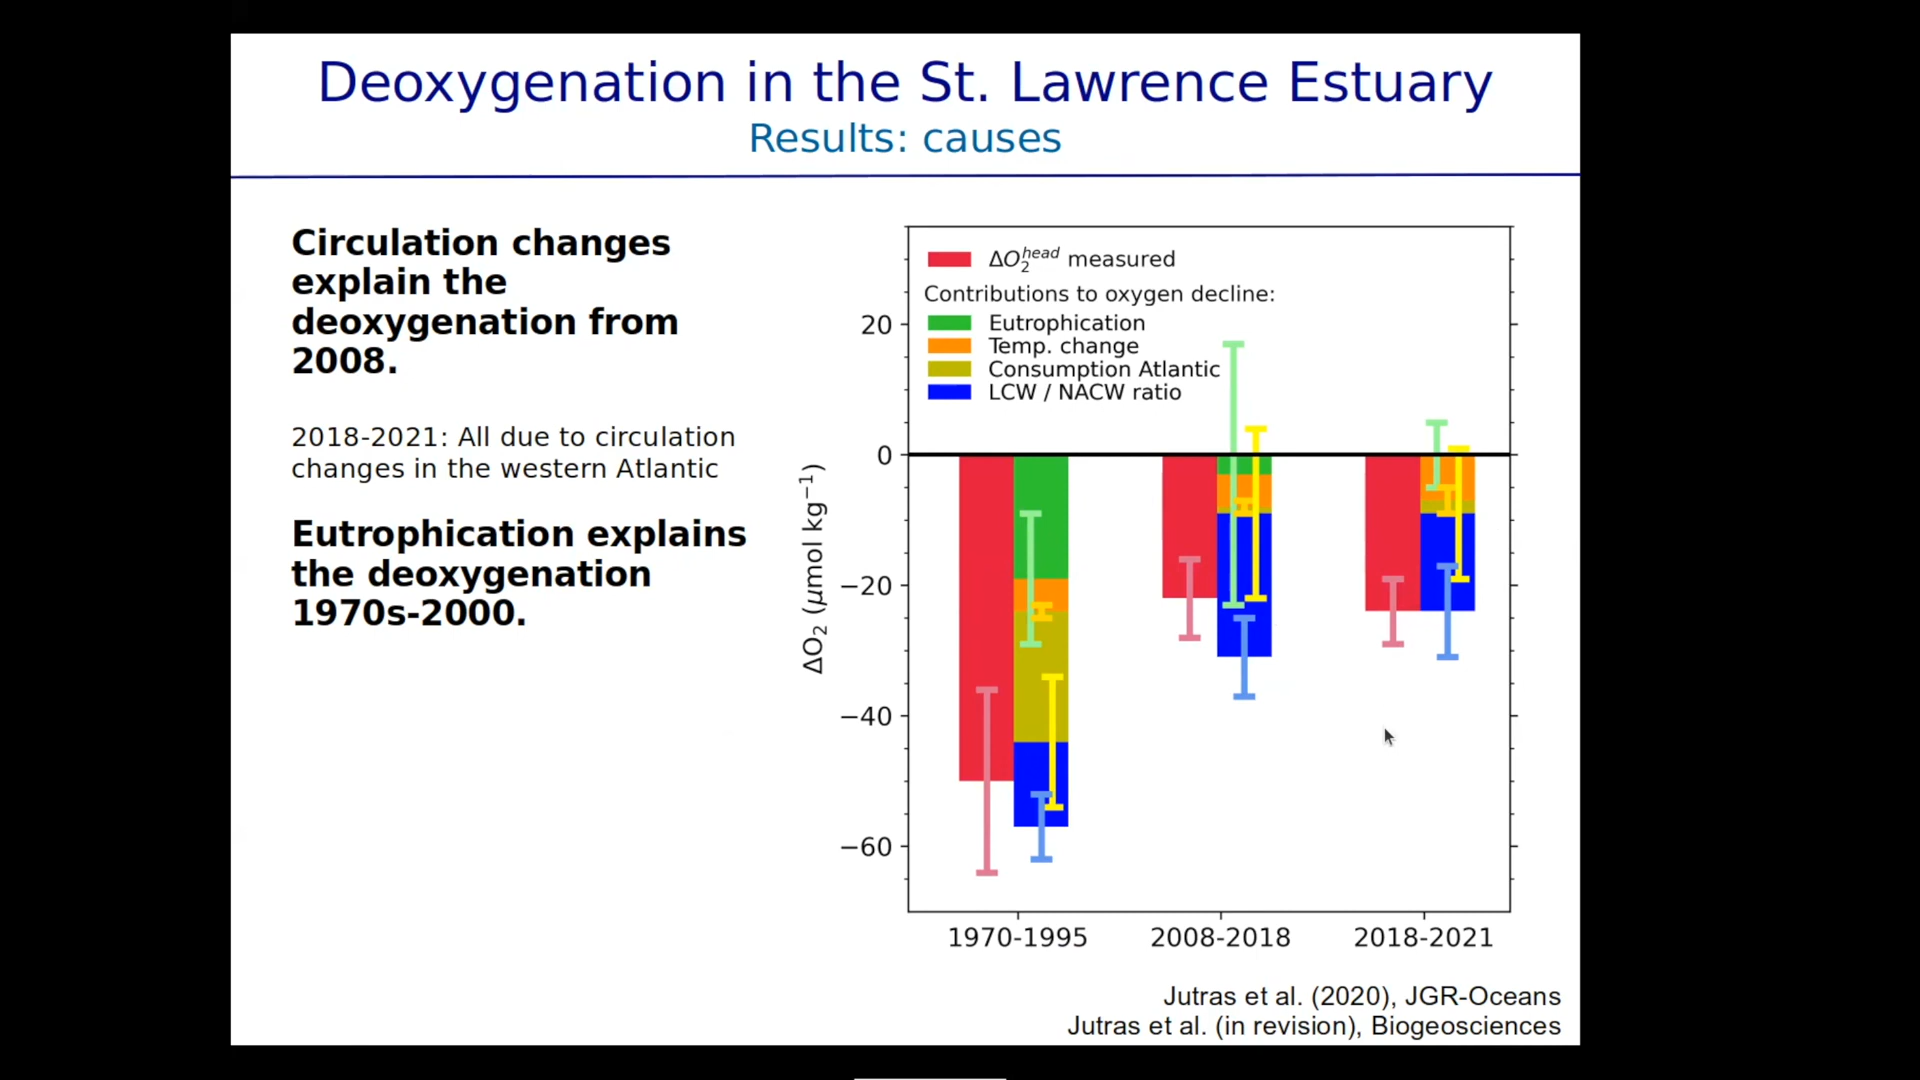 Deoxygenation in the St. Lawrence Estuary
Results: causes
Circulation changes
explain the
deoxygenation from
2008.
2018-2021: All due to circulation
changes in the western Atlantic
Eutrophication explains
the deoxygenation
1970s-2000.
ΔO₂ʰᵉᵃᵈ measured
Contributions to oxygen decline:
Eutrophication
Temp. change
Consumption Atlantic
LCW / NACW ratio
ΔO₂ (μmol kg⁻¹)
20
0
−20
−40
−60
1970-1995
2008-2018
2018-2021
Jutras et al. (2020), JGR-Oceans
Jutras et al. (in revision), Biogeosciences